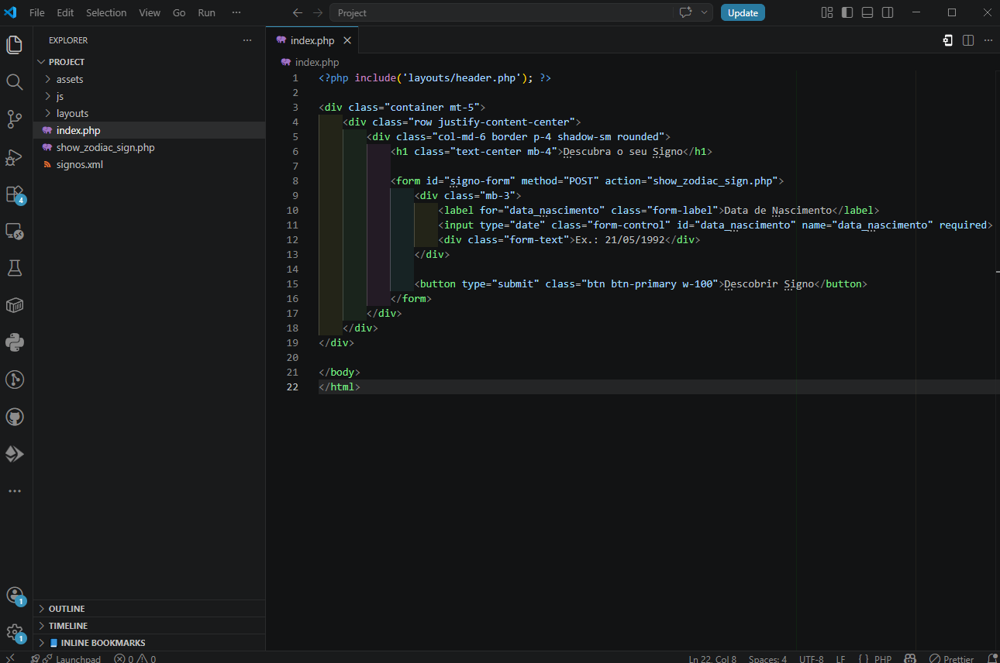 File Edit Selection View Go Run ··· Project Update
EXPLORER ···
PROJECT
assets
js
layouts
index.php
show_zodiac_sign.php
signos.xml
OUTLINE
TIMELINE
INLINE BOOKMARKS
4
1
1
index.php
index.php
1 <?php include('layouts/header.php'); ?>
2
3 <div class="container mt-5">
4 <div class="row justify-content-center">
5 <div class="col-md-6 border p-4 shadow-sm rounded">
6 <h1 class="text-center mb-4">Descubra o seu Signo</h1>
7
8 <form id="signo-form" method="POST" action="show_zodiac_sign.php">
9 <div class="mb-3">
10 <label for="data_nascimento" class="form-label">Data de Nascimento</label>
11 <input type="date" class="form-control" id="data_nascimento" name="data_nascimento" required>
12 <div class="form-text">Ex.: 21/05/1992</div>
13 </div>
14
15 <button type="submit" class="btn btn-primary w-100">Descobrir Signo</button>
16 </form>
17 </div>
18 </div>
19 </div>
20
21 </body>
22 </html>
Launchpad 0 0 Ln 22, Col 8 Spaces: 4 UTF-8 LF { } PHP Prettier